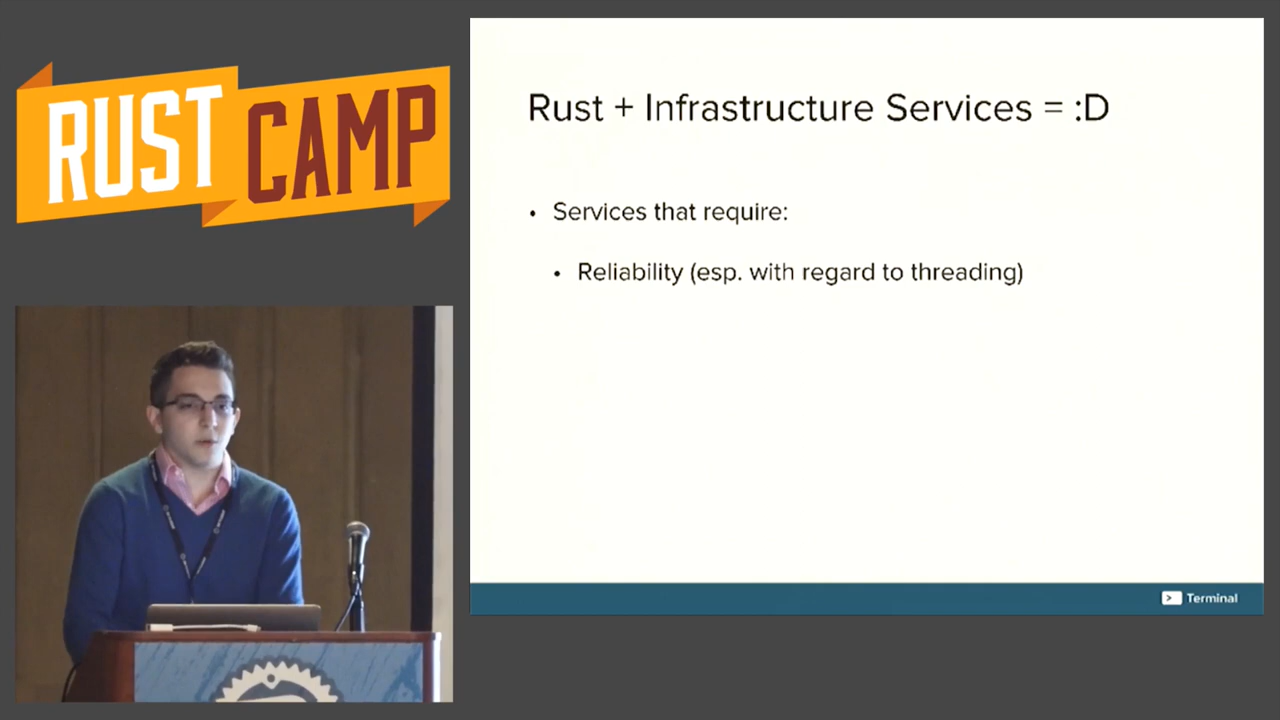 RUST CAMP
Rust + Infrastructure Services = :D
• Services that require:
• Reliability (esp. with regard to threading)
Terminal